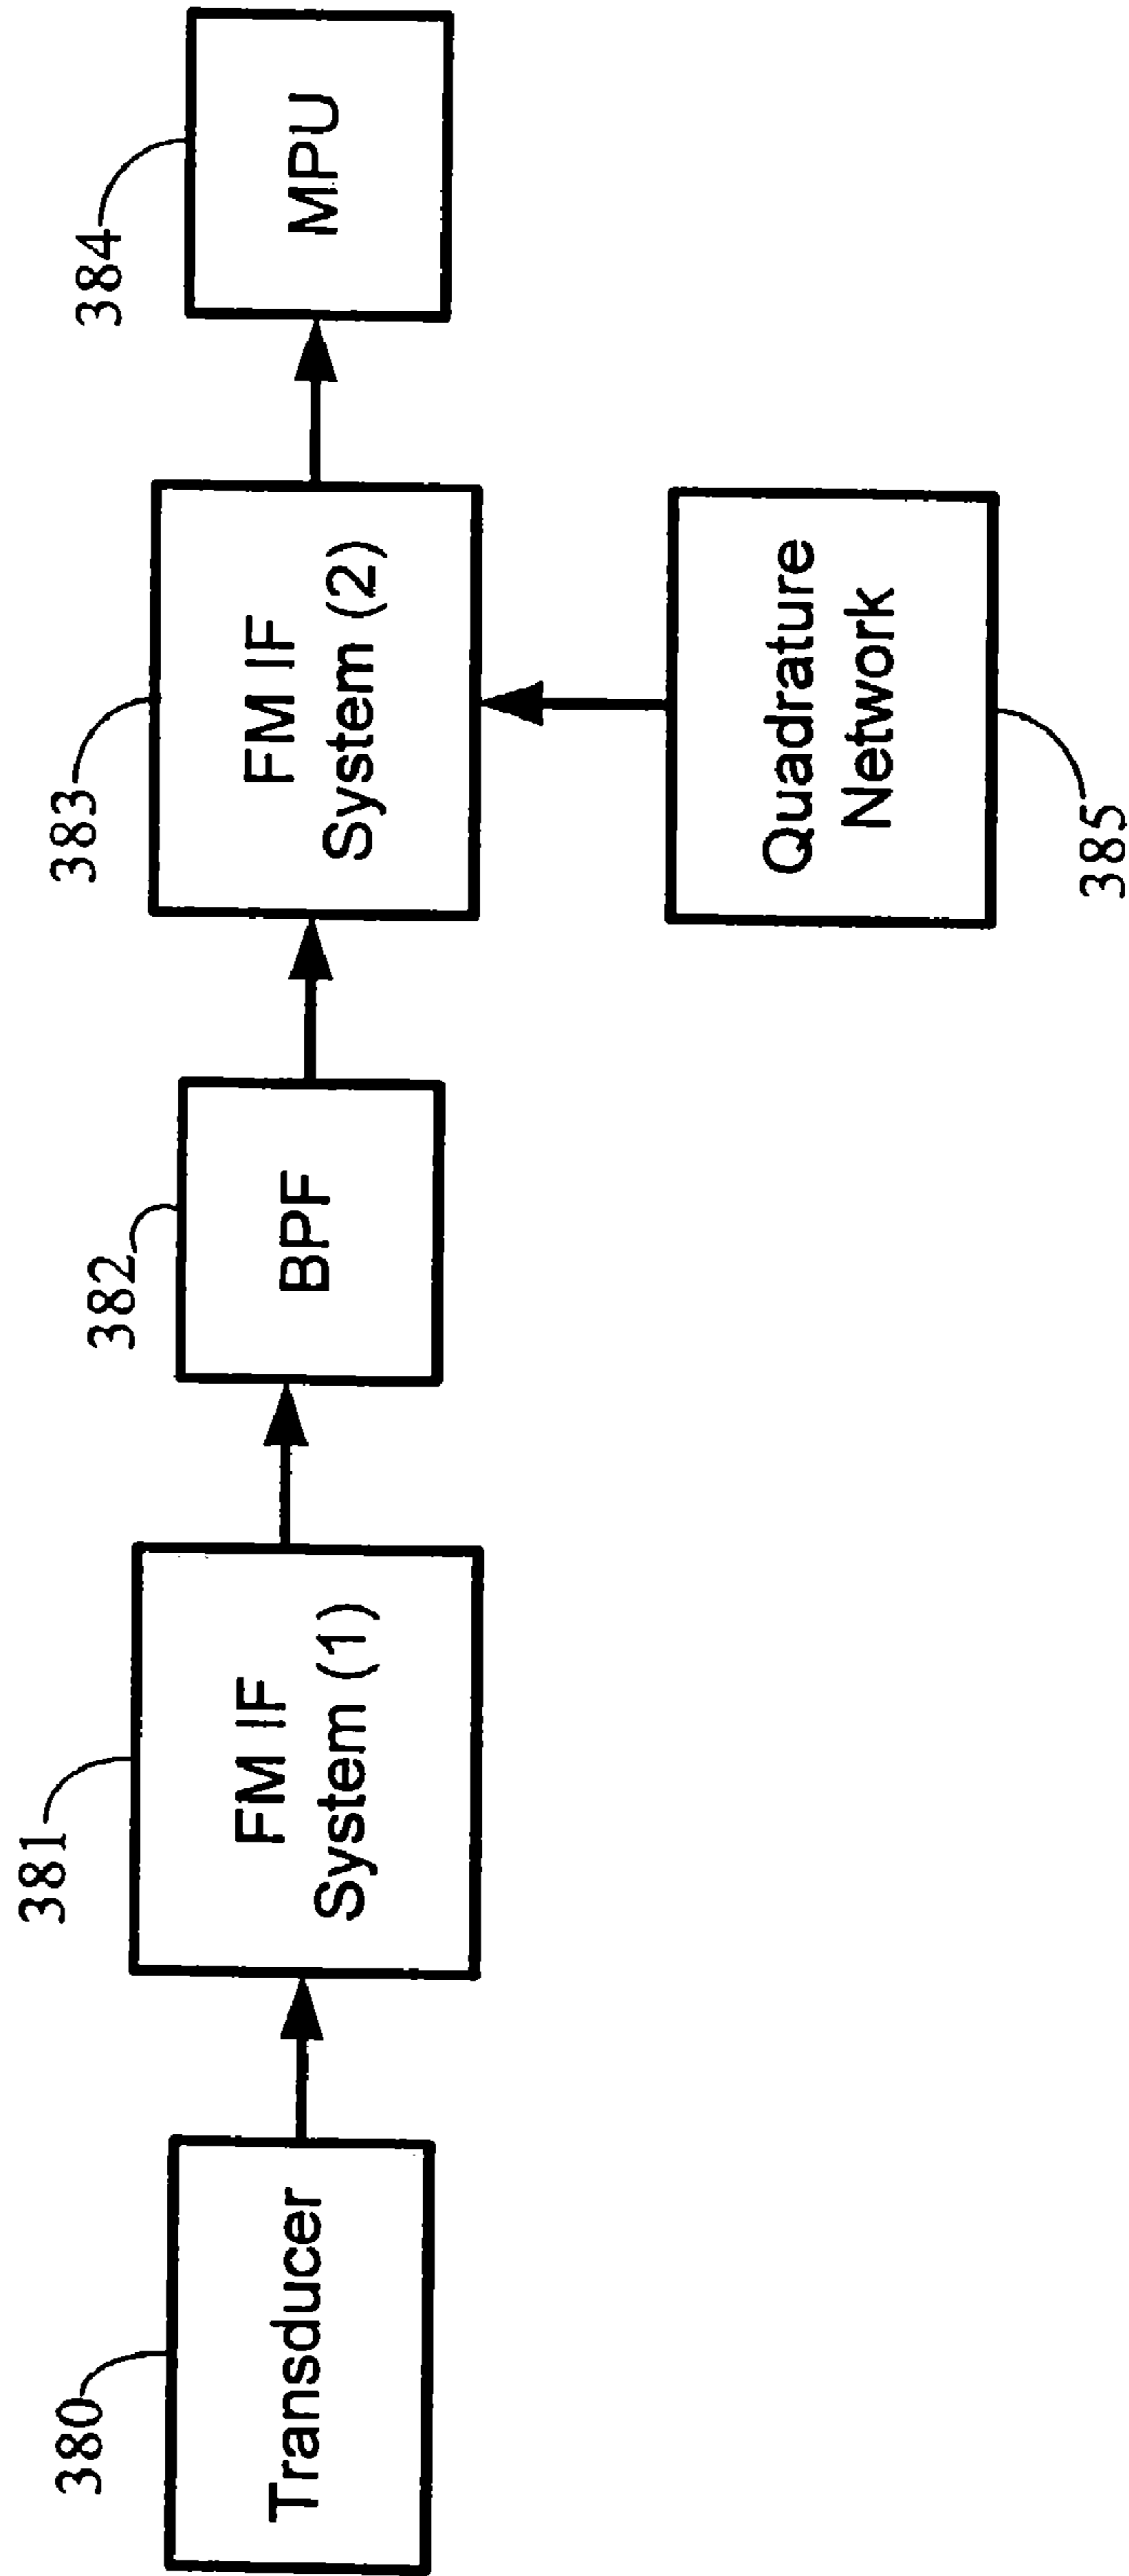 380
Transducer
381
FM IF
System (1)
382
BPF
383
FM IF
System (2)
384
MPU
Quadrature
Network
385